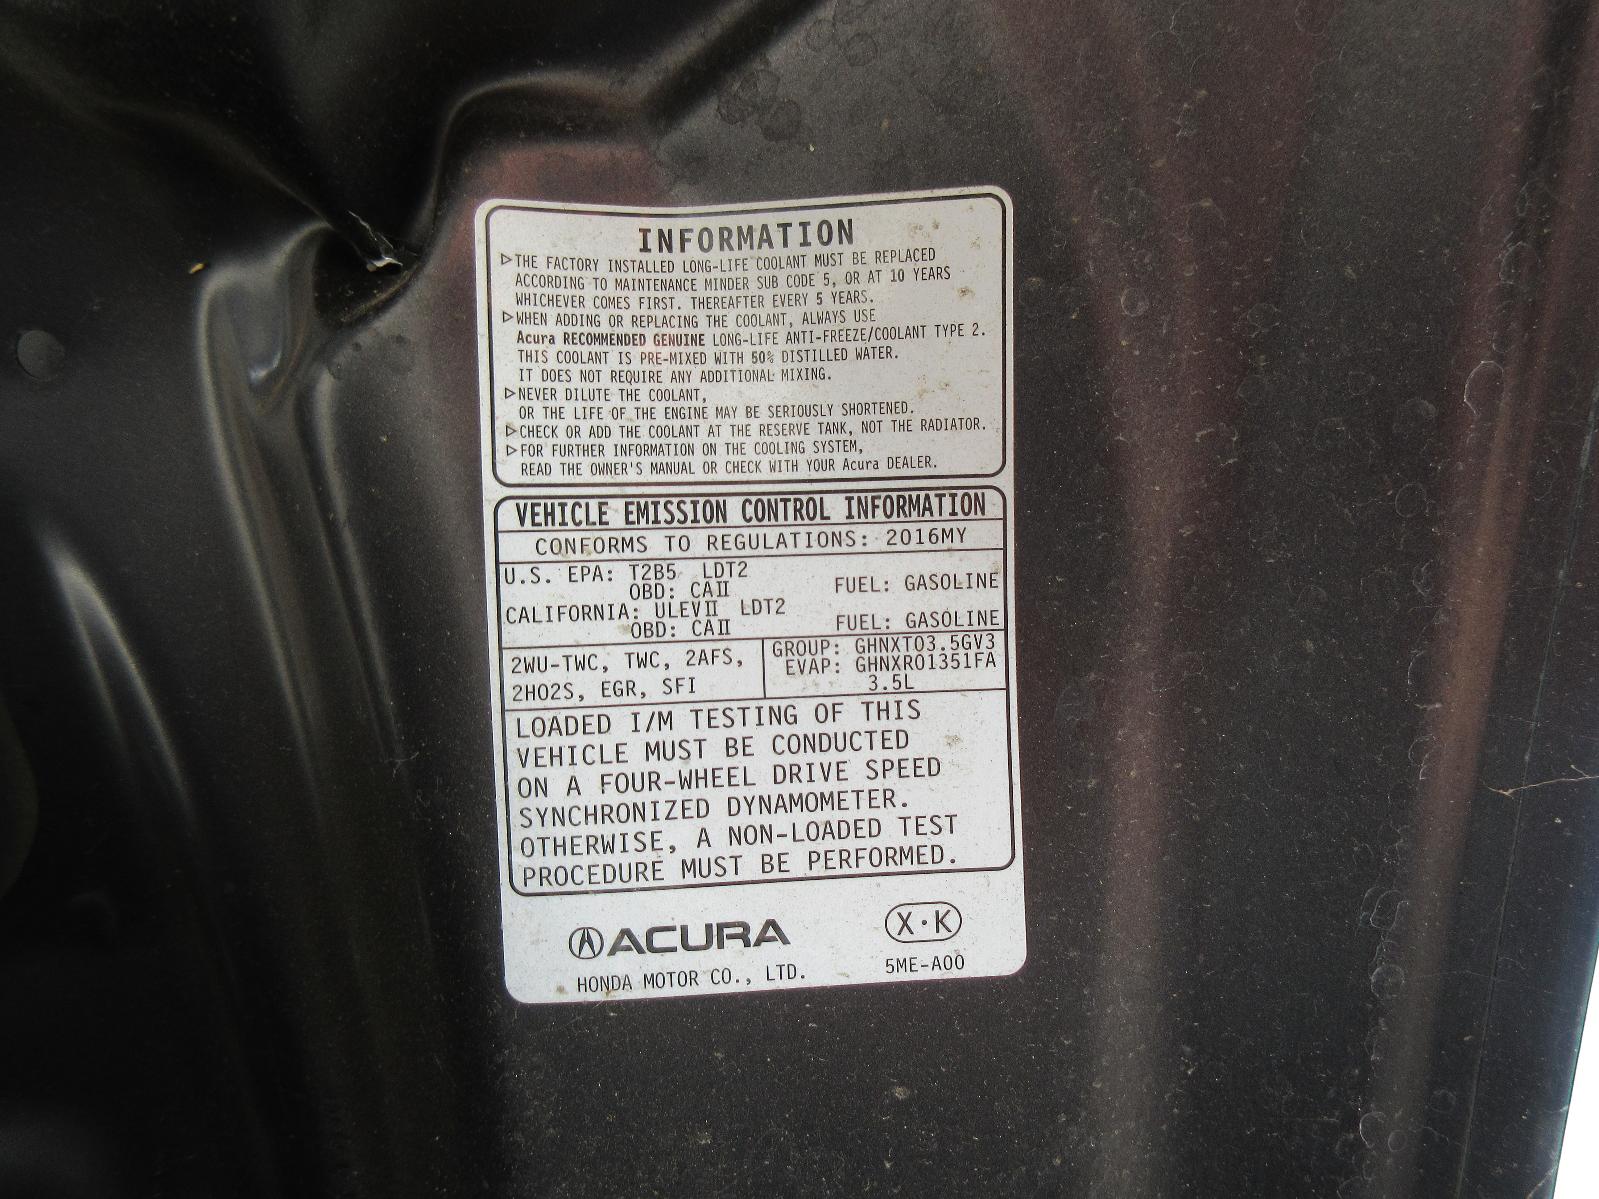 INFORMATION
▷THE FACTORY INSTALLED LONG-LIFE COOLANT MUST BE REPLACED
ACCORDING TO MAINTENANCE MINDER SUB CODE 5, OR AT 10 YEARS
WHICHEVER COMES FIRST. THEREAFTER EVERY 5 YEARS.
▷WHEN ADDING OR REPLACING THE COOLANT, ALWAYS USE
Acura RECOMMENDED GENUINE LONG-LIFE ANTI-FREEZE/COOLANT TYPE 2.
THIS COOLANT IS PRE-MIXED WITH 50% DISTILLED WATER.
IT DOES NOT REQUIRE ANY ADDITIONAL MIXING.
▷NEVER DILUTE THE COOLANT,
OR THE LIFE OF THE ENGINE MAY BE SERIOUSLY SHORTENED.
▷CHECK OR ADD THE COOLANT AT THE RESERVE TANK, NOT THE RADIATOR.
▷FOR FURTHER INFORMATION ON THE COOLING SYSTEM,
READ THE OWNER'S MANUAL OR CHECK WITH YOUR Acura DEALER.
VEHICLE EMISSION CONTROL INFORMATION
CONFORMS TO REGULATIONS: 2016MY
U.S. EPA: T2B5 LDT2
OBD: CAII FUEL: GASOLINE
CALIFORNIA: ULEVII LDT2
OBD: CAII FUEL: GASOLINE
2WU-TWC, TWC, 2AFS,
2HO2S, EGR, SFI
GROUP: GHNXT03.5GV3
EVAP: GHNXR01351FA
3.5L
LOADED I/M TESTING OF THIS
VEHICLE MUST BE CONDUCTED
ON A FOUR-WHEEL DRIVE SPEED
SYNCHRONIZED DYNAMOMETER.
OTHERWISE, A NON-LOADED TEST
PROCEDURE MUST BE PERFORMED.
ACURA
HONDA MOTOR CO., LTD.
X·K
5ME-A00